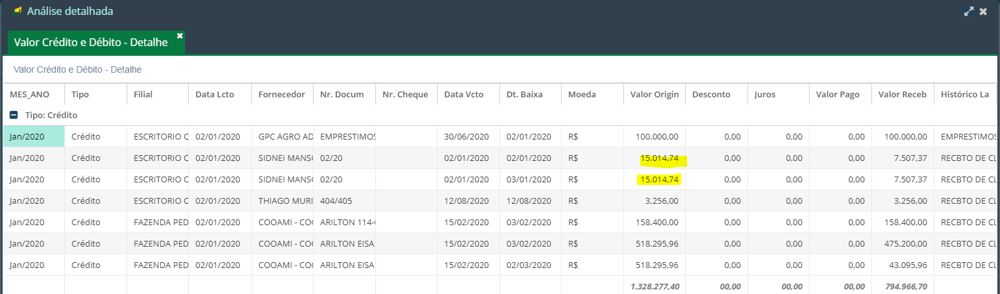 Análise detalhada
Valor Crédito e Débito - Detalhe
Valor Crédito e Débito - Detalhe
MES_ANO Tipo Filial Data Lcto Fornecedor Nr. Docum Nr. Cheque Data Vcto Dt. Baixa Moeda Valor Origin Desconto Juros Valor Pago Valor Receb Histórico La
Tipo: Crédito
Jan/2020 Crédito ESCRITORIO C 02/01/2020 GPC AGRO AD EMPRESTIMOS 30/06/2020 02/01/2020 R$ 100.000,00 0,00 0,00 0,00 100.000,00 EMPRESTIMOS
Jan/2020 Crédito ESCRITORIO C 02/01/2020 SIDNEI MANSO 02/20 02/01/2020 02/01/2020 R$ 15.014,74 0,00 0,00 0,00 7.507,37 RECBTO DE CL
Jan/2020 Crédito ESCRITORIO C 02/01/2020 SIDNEI MANSO 02/20 02/01/2020 03/01/2020 R$ 15.014,74 0,00 0,00 0,00 7.507,37 RECBTO DE CL
Jan/2020 Crédito ESCRITORIO C 02/01/2020 THIAGO MURI 404/405 12/08/2020 12/08/2020 R$ 3.256,00 0,00 0,00 0,00 3.256,00 RECBTO DE CL
Jan/2020 Crédito FAZENDA PED 02/01/2020 COOAMI - COO ARILTON 114- 15/02/2020 03/02/2020 R$ 158.400,00 0,00 0,00 0,00 158.400,00 RECBTO DE CL
Jan/2020 Crédito FAZENDA PED 02/01/2020 COOAMI - COO ARILTON EISA 15/02/2020 03/02/2020 R$ 518.295,96 0,00 0,00 0,00 475.200,00 RECBTO DE CL
Jan/2020 Crédito FAZENDA PED 02/01/2020 COOAMI - COO ARILTON EISA 15/02/2020 02/03/2020 R$ 518.295,96 0,00 0,00 0,00 43.095,96 RECBTO DE CL
1.328.277,40 00,00 00,00 00,00 794.966,70